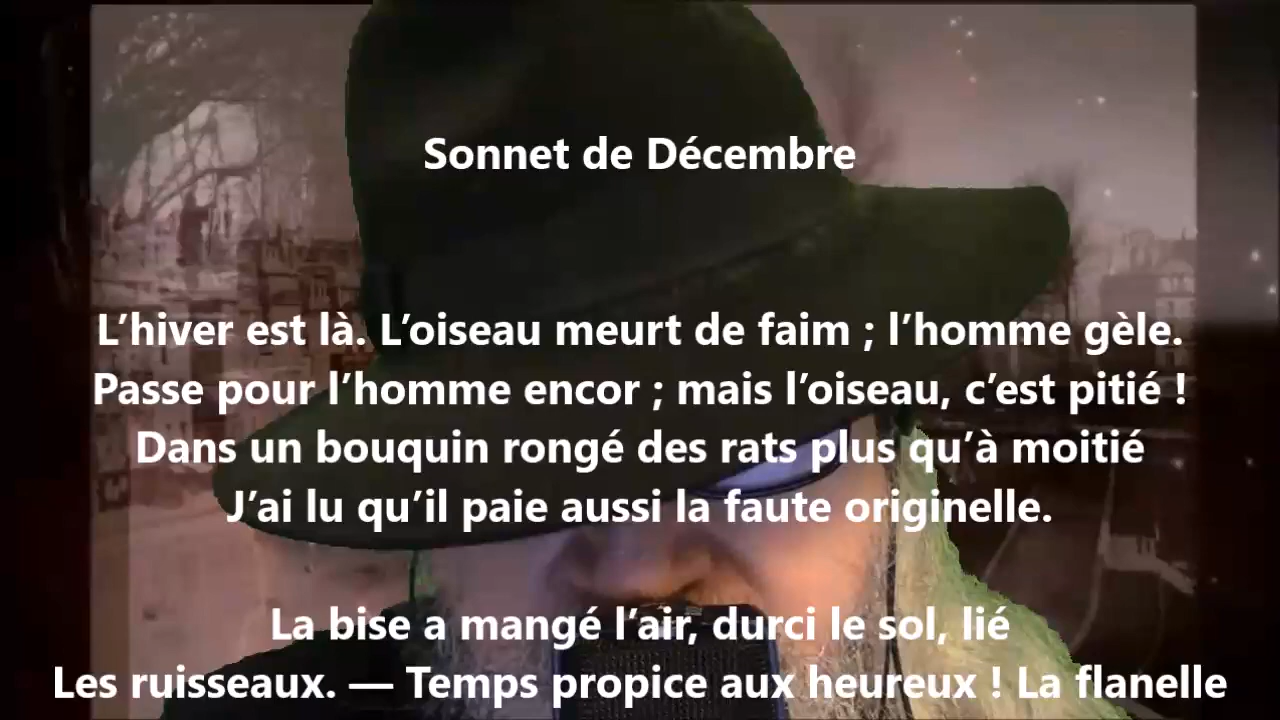 Sonnet de Décembre
L’hiver est là. L’oiseau meurt de faim ; l’homme gèle.
Passe pour l’homme encor ; mais l’oiseau, c’est pitié !
Dans un bouquin rongé des rats plus qu’à moitié
J’ai lu qu’il paie aussi la faute originelle.
La bise a mangé l’air, durci le sol, lié
Les ruisseaux. — Temps propice aux heureux ! La flanelle